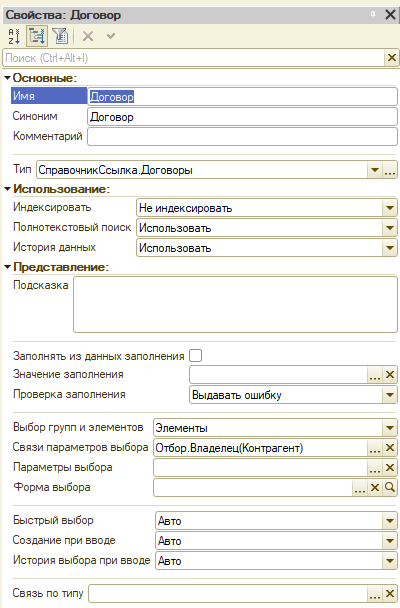 Свойства: Договор
Поиск (Ctrl+Alt+I)
Основные:
Имя Договор
Синоним Договор
Комментарий
Тип СправочникСсылка.Договоры
Использование:
Индексировать Не индексировать
Полнотекстовый поиск Использовать
История данных Использовать
Представление:
Подсказка
Заполнять из данных заполнения
Значение заполнения
Проверка заполнения Выдавать ошибку
Выбор групп и элементов Элементы
Связи параметров выбора Отбор.Владелец(Контрагент)
Параметры выбора
Форма выбора
Быстрый выбор Авто
Создание при вводе Авто
История выбора при вводе Авто
Связь по типу